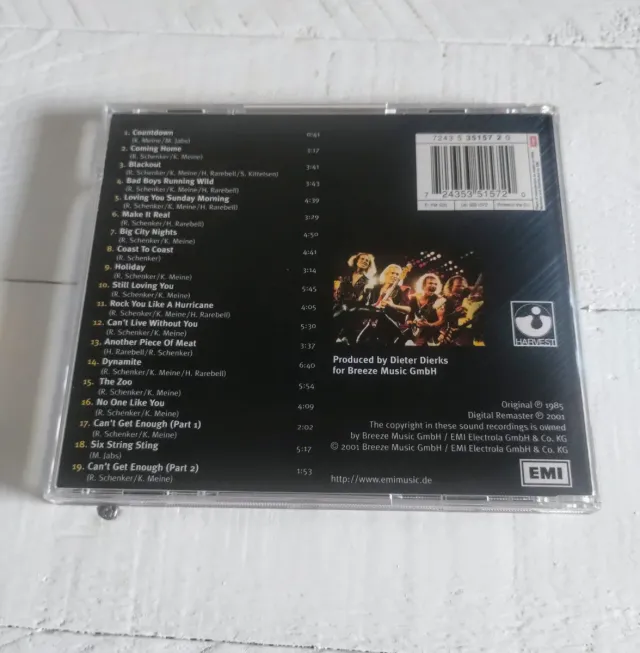 1. Countdown 0:41
(K. Meine/M. Jabs)
2. Coming Home 3:17
(R. Schenker/K. Meine)
3. Blackout 3:41
(R. Schenker/K. Meine/H. Rarebell/S. Kittelsen)
4. Bad Boys Running Wild 3:43
(R. Schenker/K. Meine/H. Rarebell)
5. Loving You Sunday Morning 4:39
(R. Schenker/K. Meine/H. Rarebell)
6. Make It Real 3:29
(R. Schenker/H. Rarebell)
7. Big City Nights 4:50
(R. Schenker/K. Meine)
8. Coast To Coast 4:41
(R. Schenker)
9. Holiday 3:14
(R. Schenker/K. Meine)
10. Still Loving You 5:45
(R. Schenker/K. Meine)
11. Rock You Like A Hurricane 4:05
(R. Schenker/K. Meine/H. Rarebell)
12. Can't Live Without You 5:30
(R. Schenker/K. Meine)
13. Another Piece Of Meat 3:37
(H. Rarebell/R. Schenker)
14. Dynamite 6:40
(R. Schenker/K. Meine/H. Rarebell)
15. The Zoo 5:54
(R. Schenker/K. Meine)
16. No One Like You 4:09
(R. Schenker/K. Meine)
17. Can't Get Enough (Part 1) 2:02
(R. Schenker/K. Meine)
18. Six String Sting 5:17
(M. Jabs)
19. Can't Get Enough (Part 2) 1:53
(R. Schenker/K. Meine)
7243 5 35157 2 0
7 24353 51572 0
HARVEST
Produced by Dieter Dierks
for Breeze Music GmbH
Original ℗ 1985
Digital Remaster ℗ 2001
The copyright in these sound recordings is owned
by Breeze Music GmbH / EMI Electrola GmbH & Co. KG
© 2001 Breeze Music GmbH / EMI Electrola GmbH & Co. KG
http://www.emimusic.de
EMI